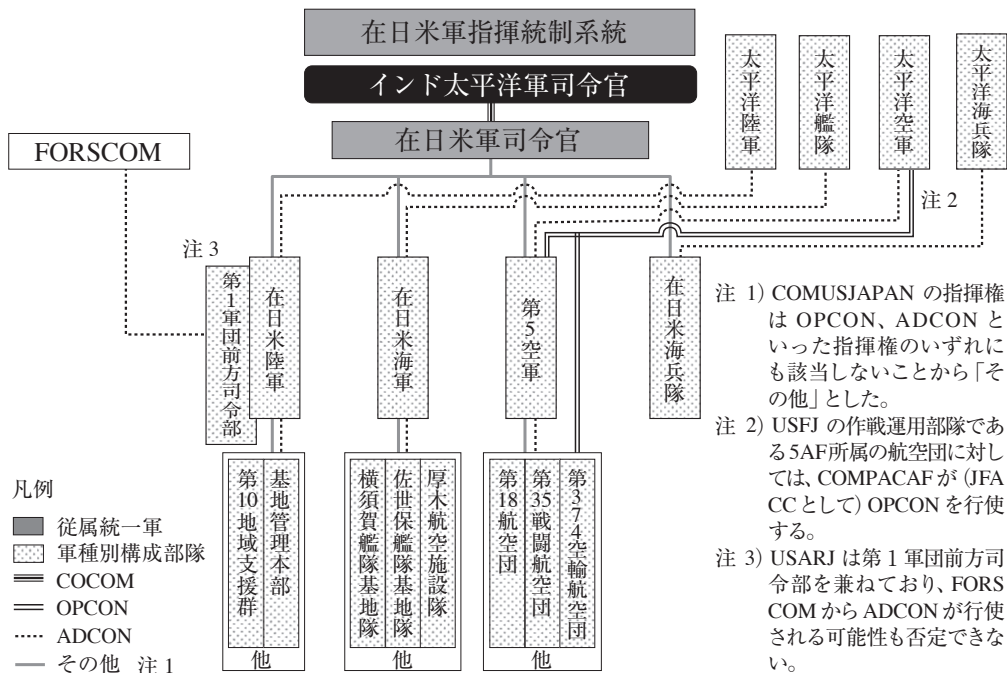 在日米軍指揮統制系統
インド太平洋軍司令官
在日米軍司令官
太平洋陸軍
太平洋艦隊
太平洋空軍
太平洋海兵隊
FORSCOM
注 2
注 3
第1軍団前方司令部
在日米陸軍
在日米海軍
第5空軍
在日米海兵隊
第10地域支援群
基地管理本部
他
横須賀艦隊基地隊
佐世保艦隊基地隊
厚木航空施設隊
他
第18航空団
第35戦闘航空団
第374空輸航空団
他
凡例
従属統一軍
軍種別構成部隊
COCOM
OPCON
ADCON
その他 注 1
注 1) COMUSJAPAN の指揮権
は OPCON、ADCON と
いった指揮権のいずれに
も該当しないことから「そ
の他」とした。
注 2) USFJ の作戦運用部隊であ
る5AF所属の航空団に対し
ては、COMPACAF が (JFA
CC として) OPCON を行使
する。
注 3) USARJ は第 1 軍団前方司
令部を兼ねており、FORS
COM から ADCON が行使
される可能性も否定できな
い。